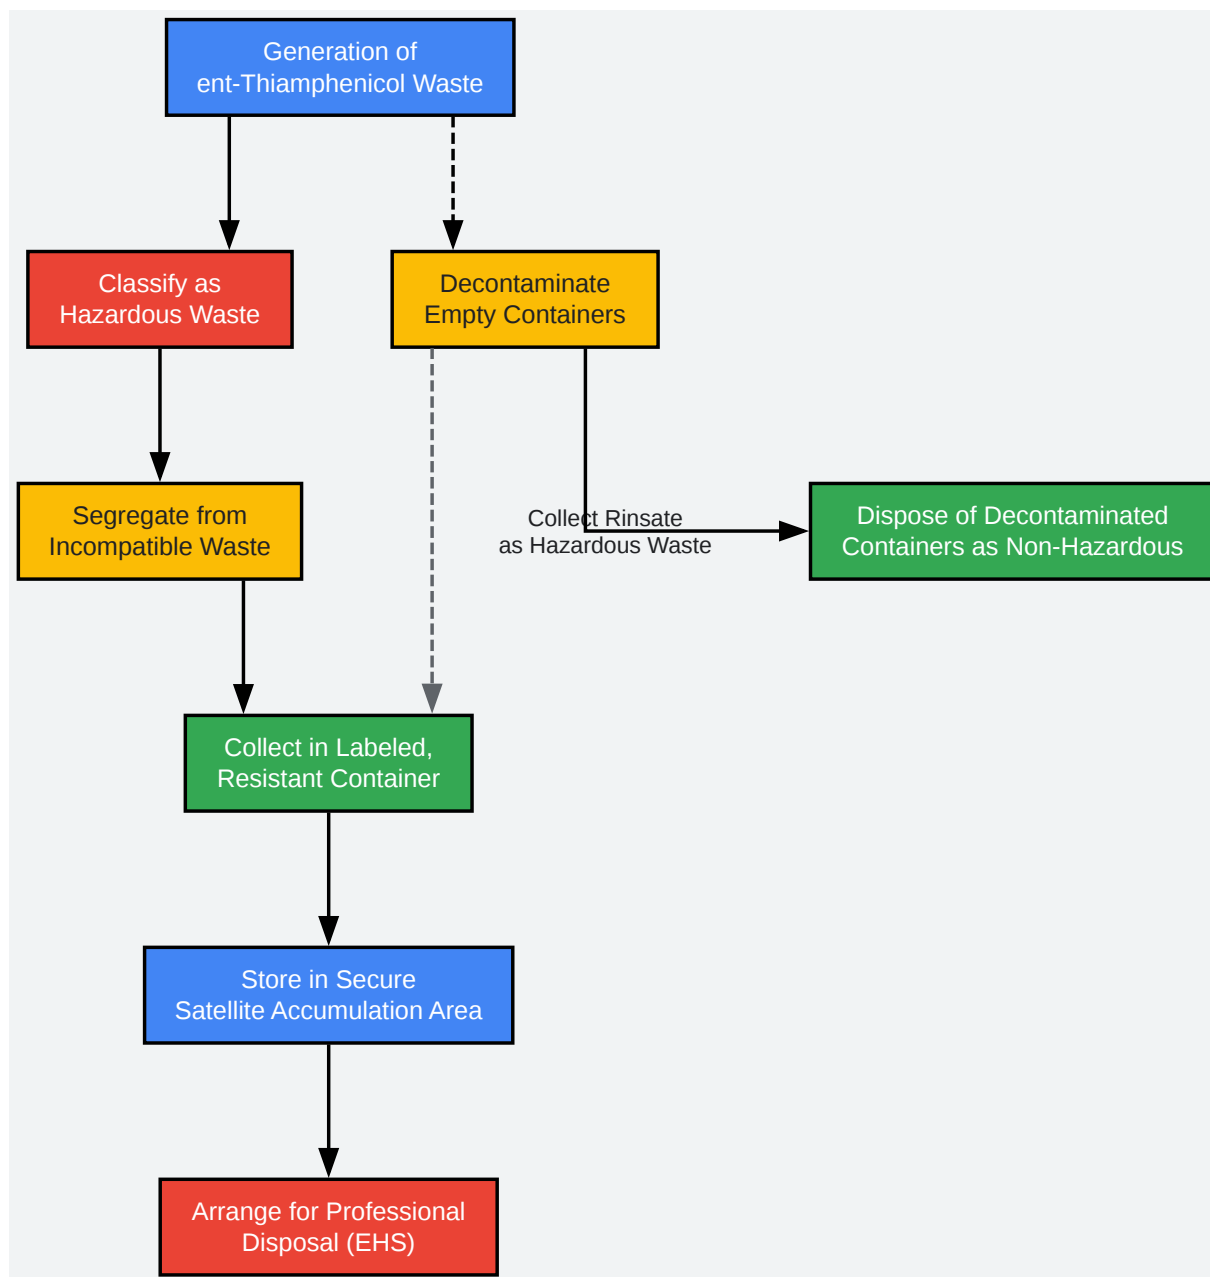 Generation of
ent-Thiamphenicol Waste
Classify as
Hazardous Waste
Decontaminate
Empty Containers
Segregate from
Incompatible Waste
Collect Rinsate
as Hazardous Waste
Dispose of Decontaminated
Containers as Non-Hazardous
Collect in Labeled,
Resistant Container
Store in Secure
Satellite Accumulation Area
Arrange for Professional
Disposal (EHS)